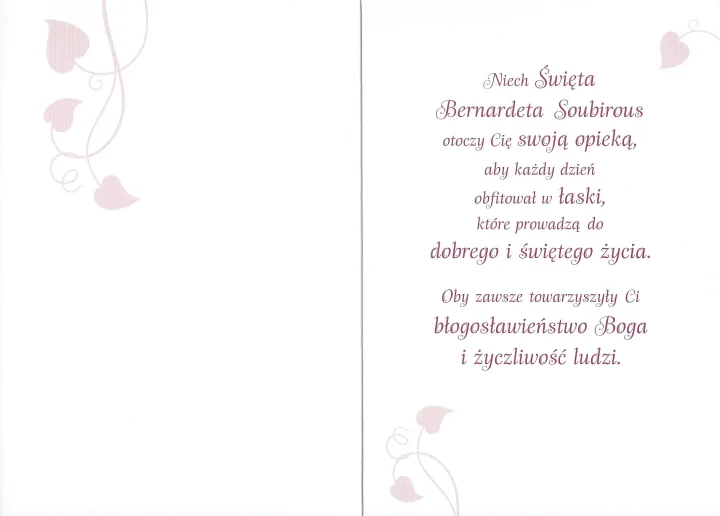 Niech Święta
Bernardeta Soubirous
otoczy Cię swoją opieką,
aby każdy dzień
obfitował w łaski,
które prowadzą do
dobrego i świętego życia.
Oby zawsze towarzyszyły Ci
błogosławieństwo Boga
i życzliwość ludzi.